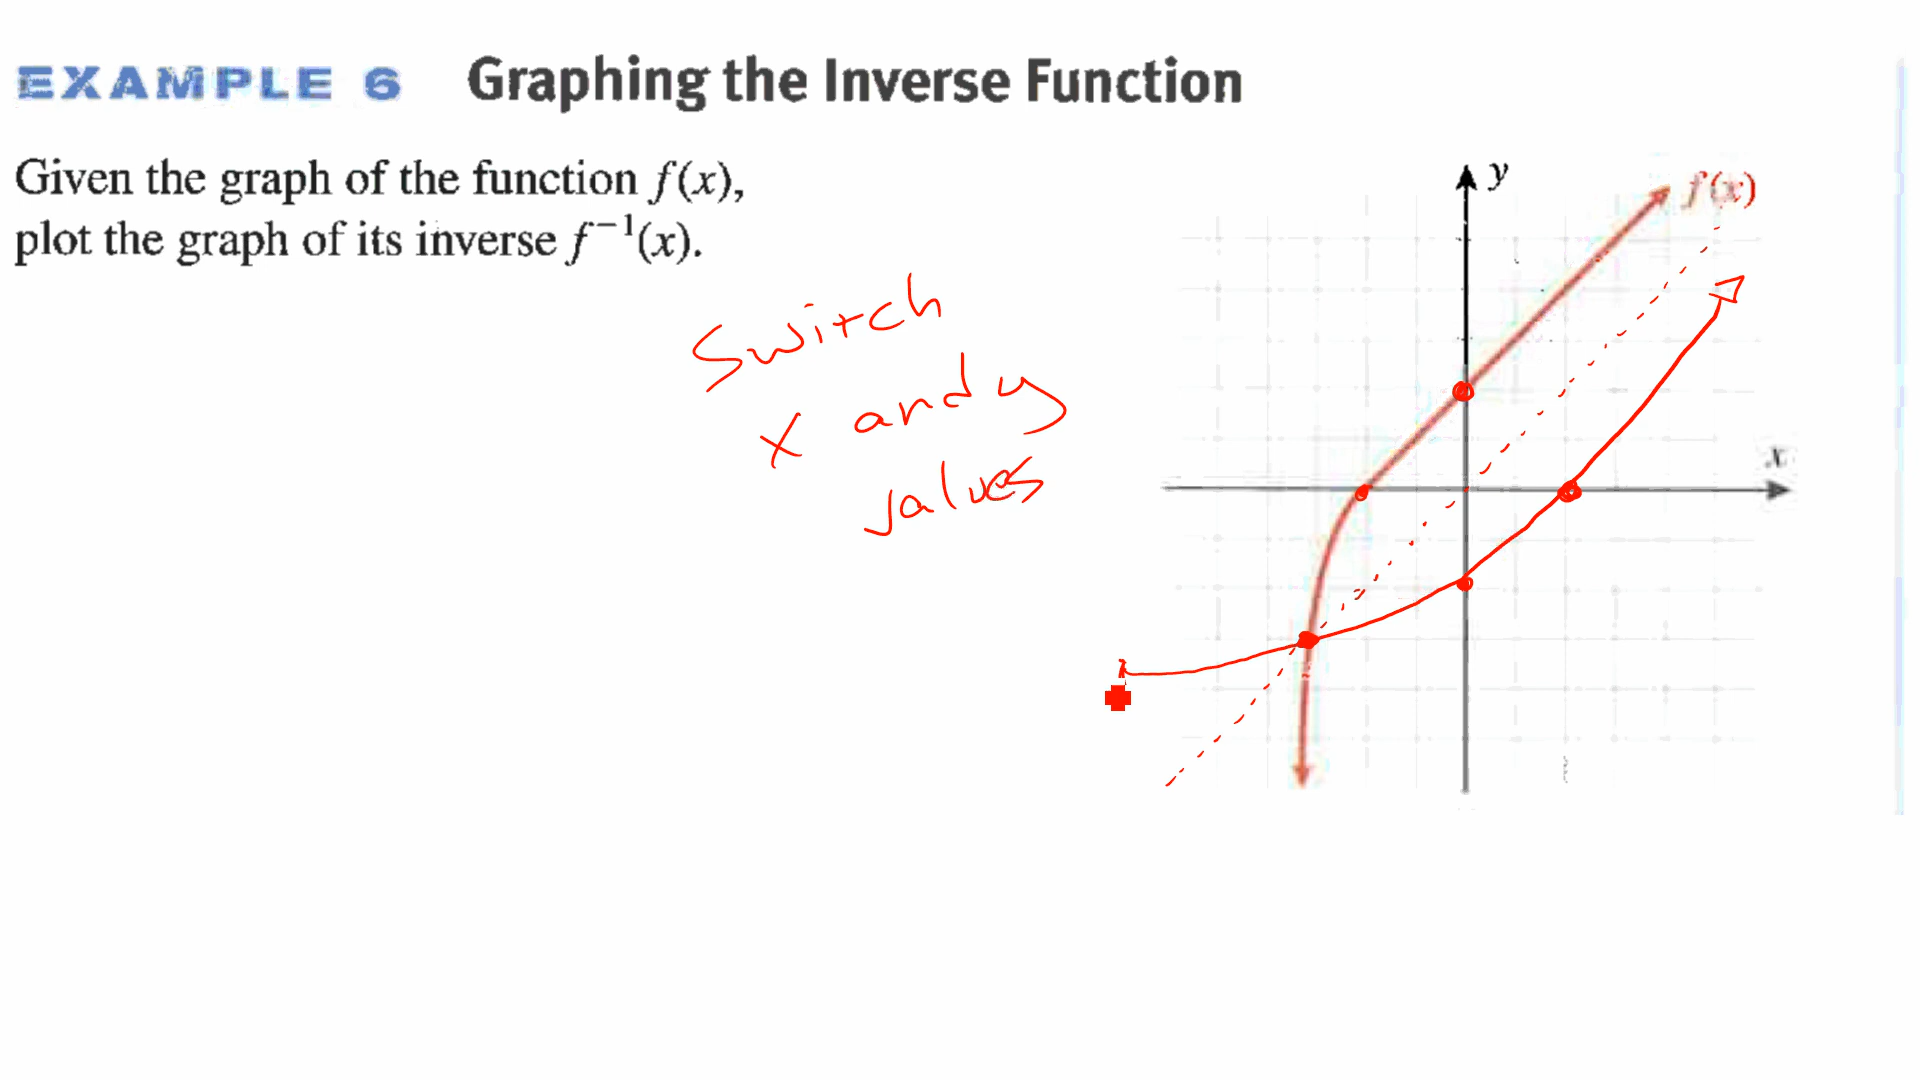 EXAMPLE 6 Graphing the Inverse Function
Given the graph of the function f(x),
plot the graph of its inverse f⁻¹(x).
Switch
x and y
values
y
f(x)
x